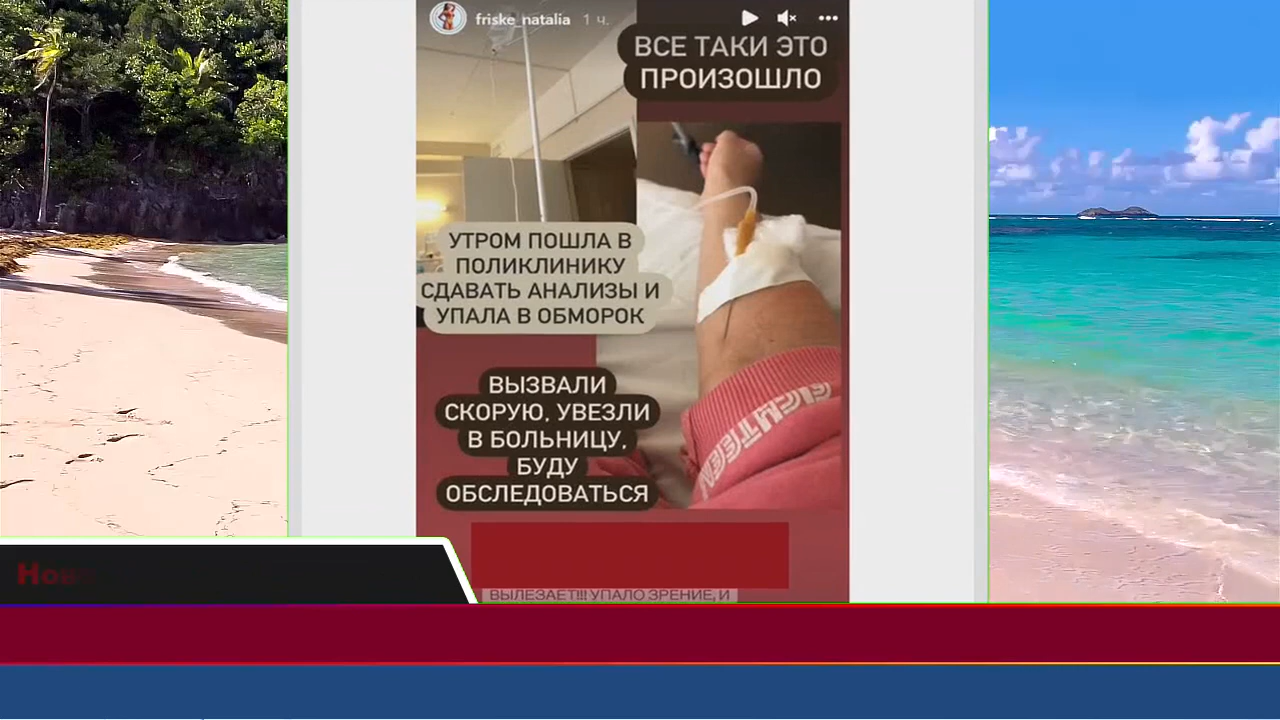 friske_natalia 1 ч.
ВСЕ ТАКИ ЭТО
ПРОИЗОШЛО
УТРОМ ПОШЛА В
ПОЛИКЛИНИКУ
СДАВАТЬ АНАЛИЗЫ И
УПАЛА В ОБМОРОК
ВЫЗВАЛИ
СКОРУЮ, УВЕЗЛИ
В БОЛЬНИЦУ,
БУДУ
ОБСЛЕДОВАТЬСЯ
ВЫЛЕЗАЕТ!!! УПАЛО ЗРЕНИЕ, И